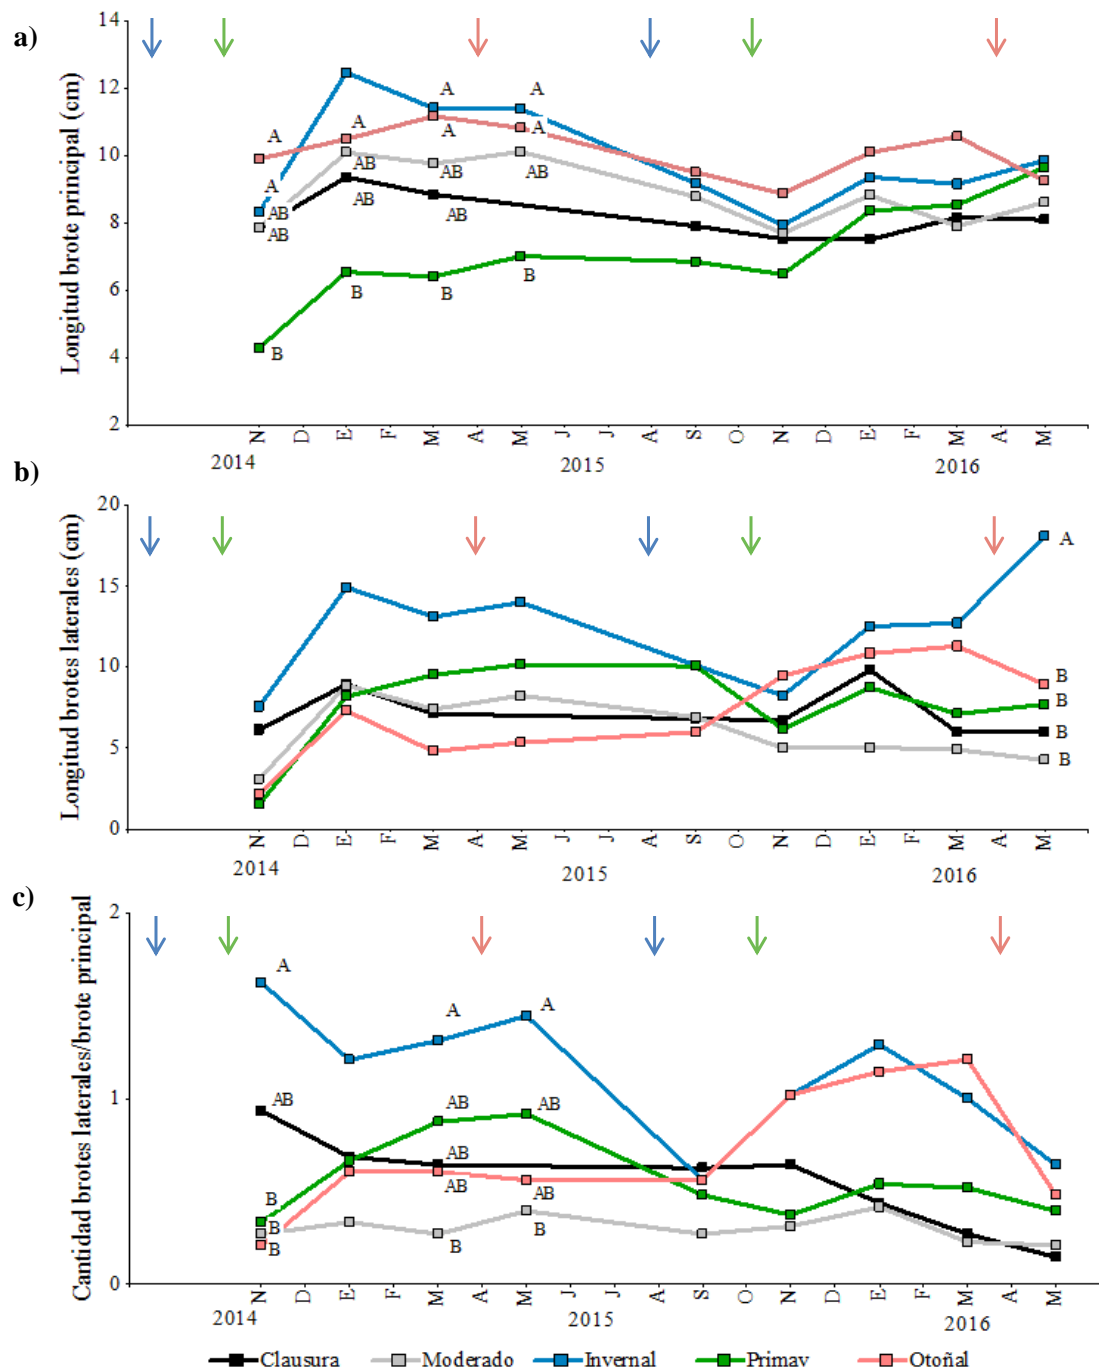 a)
Longitud brote principal (cm)
14
12
10
8
6
4
2
A
A
AB
AB
B
A
AB
AB
B
A
A
AB
AB
B
A
A
AB
B
N D E F M A M J J A S O N D E F M A M
2014 2015 2016
b)
Longitud brotes laterales (cm)
20
15
10
5
0
A
B
B
B
B
N D E F M A M J J A S O N D E F M A M
2014 2015 2016
c)
Cantidad brotes laterales/brote principal
2
1
0
A
AB
B
B
B
A
AB
AB
AB
B
A
AB
AB
B
N D E F M A M J J A S O N D E F M A M
2014 2015 2016
Clausura Moderado Invernal Primav Otoñal